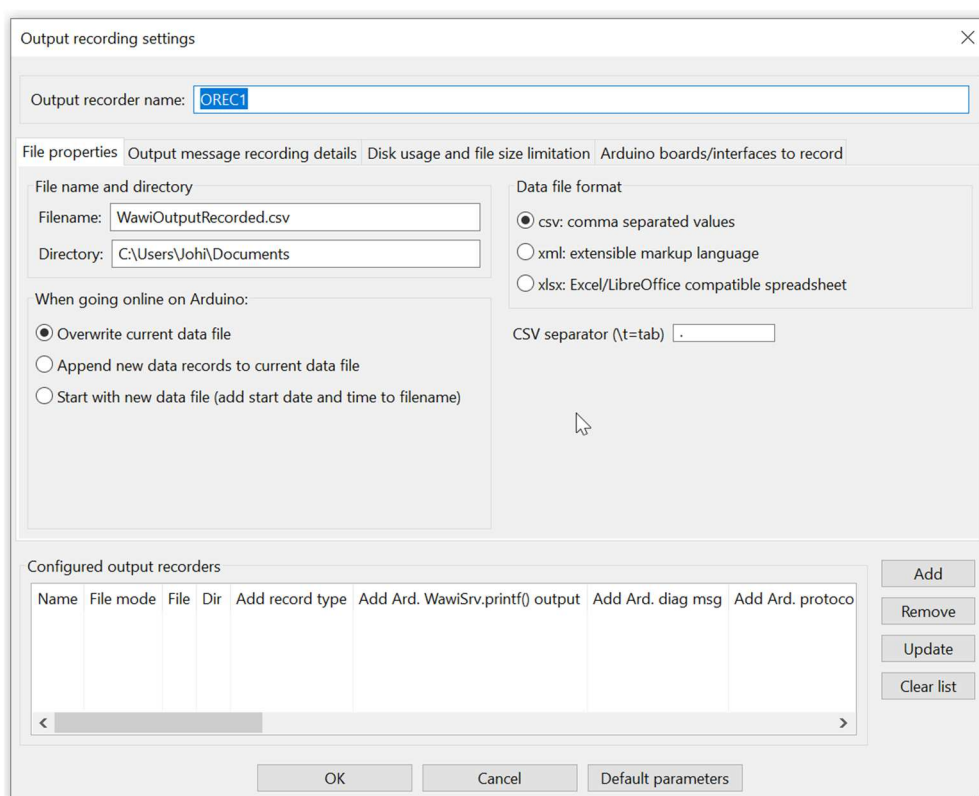 Output recording settings
Output recorder name: OREC1
File properties Output message recording details Disk usage and file size limitation Arduino boards/interfaces to record
File name and directory
Filename: WawiOutputRecorded.csv
Directory: C:\Users\Johi\Documents
When going online on Arduino:
Overwrite current data file
Append new data records to current data file
Start with new data file (add start date and time to filename)
Data file format
csv: comma separated values
xml: extensible markup language
xlsx: Excel/LibreOffice compatible spreadsheet
CSV separator (\t=tab) .
Configured output recorders
Name File mode File Dir Add record type Add Ard. WawiSrv.printf() output Add Ard. diag msg Add Ard. protoco
Add
Remove
Update
Clear list
OK Cancel Default parameters